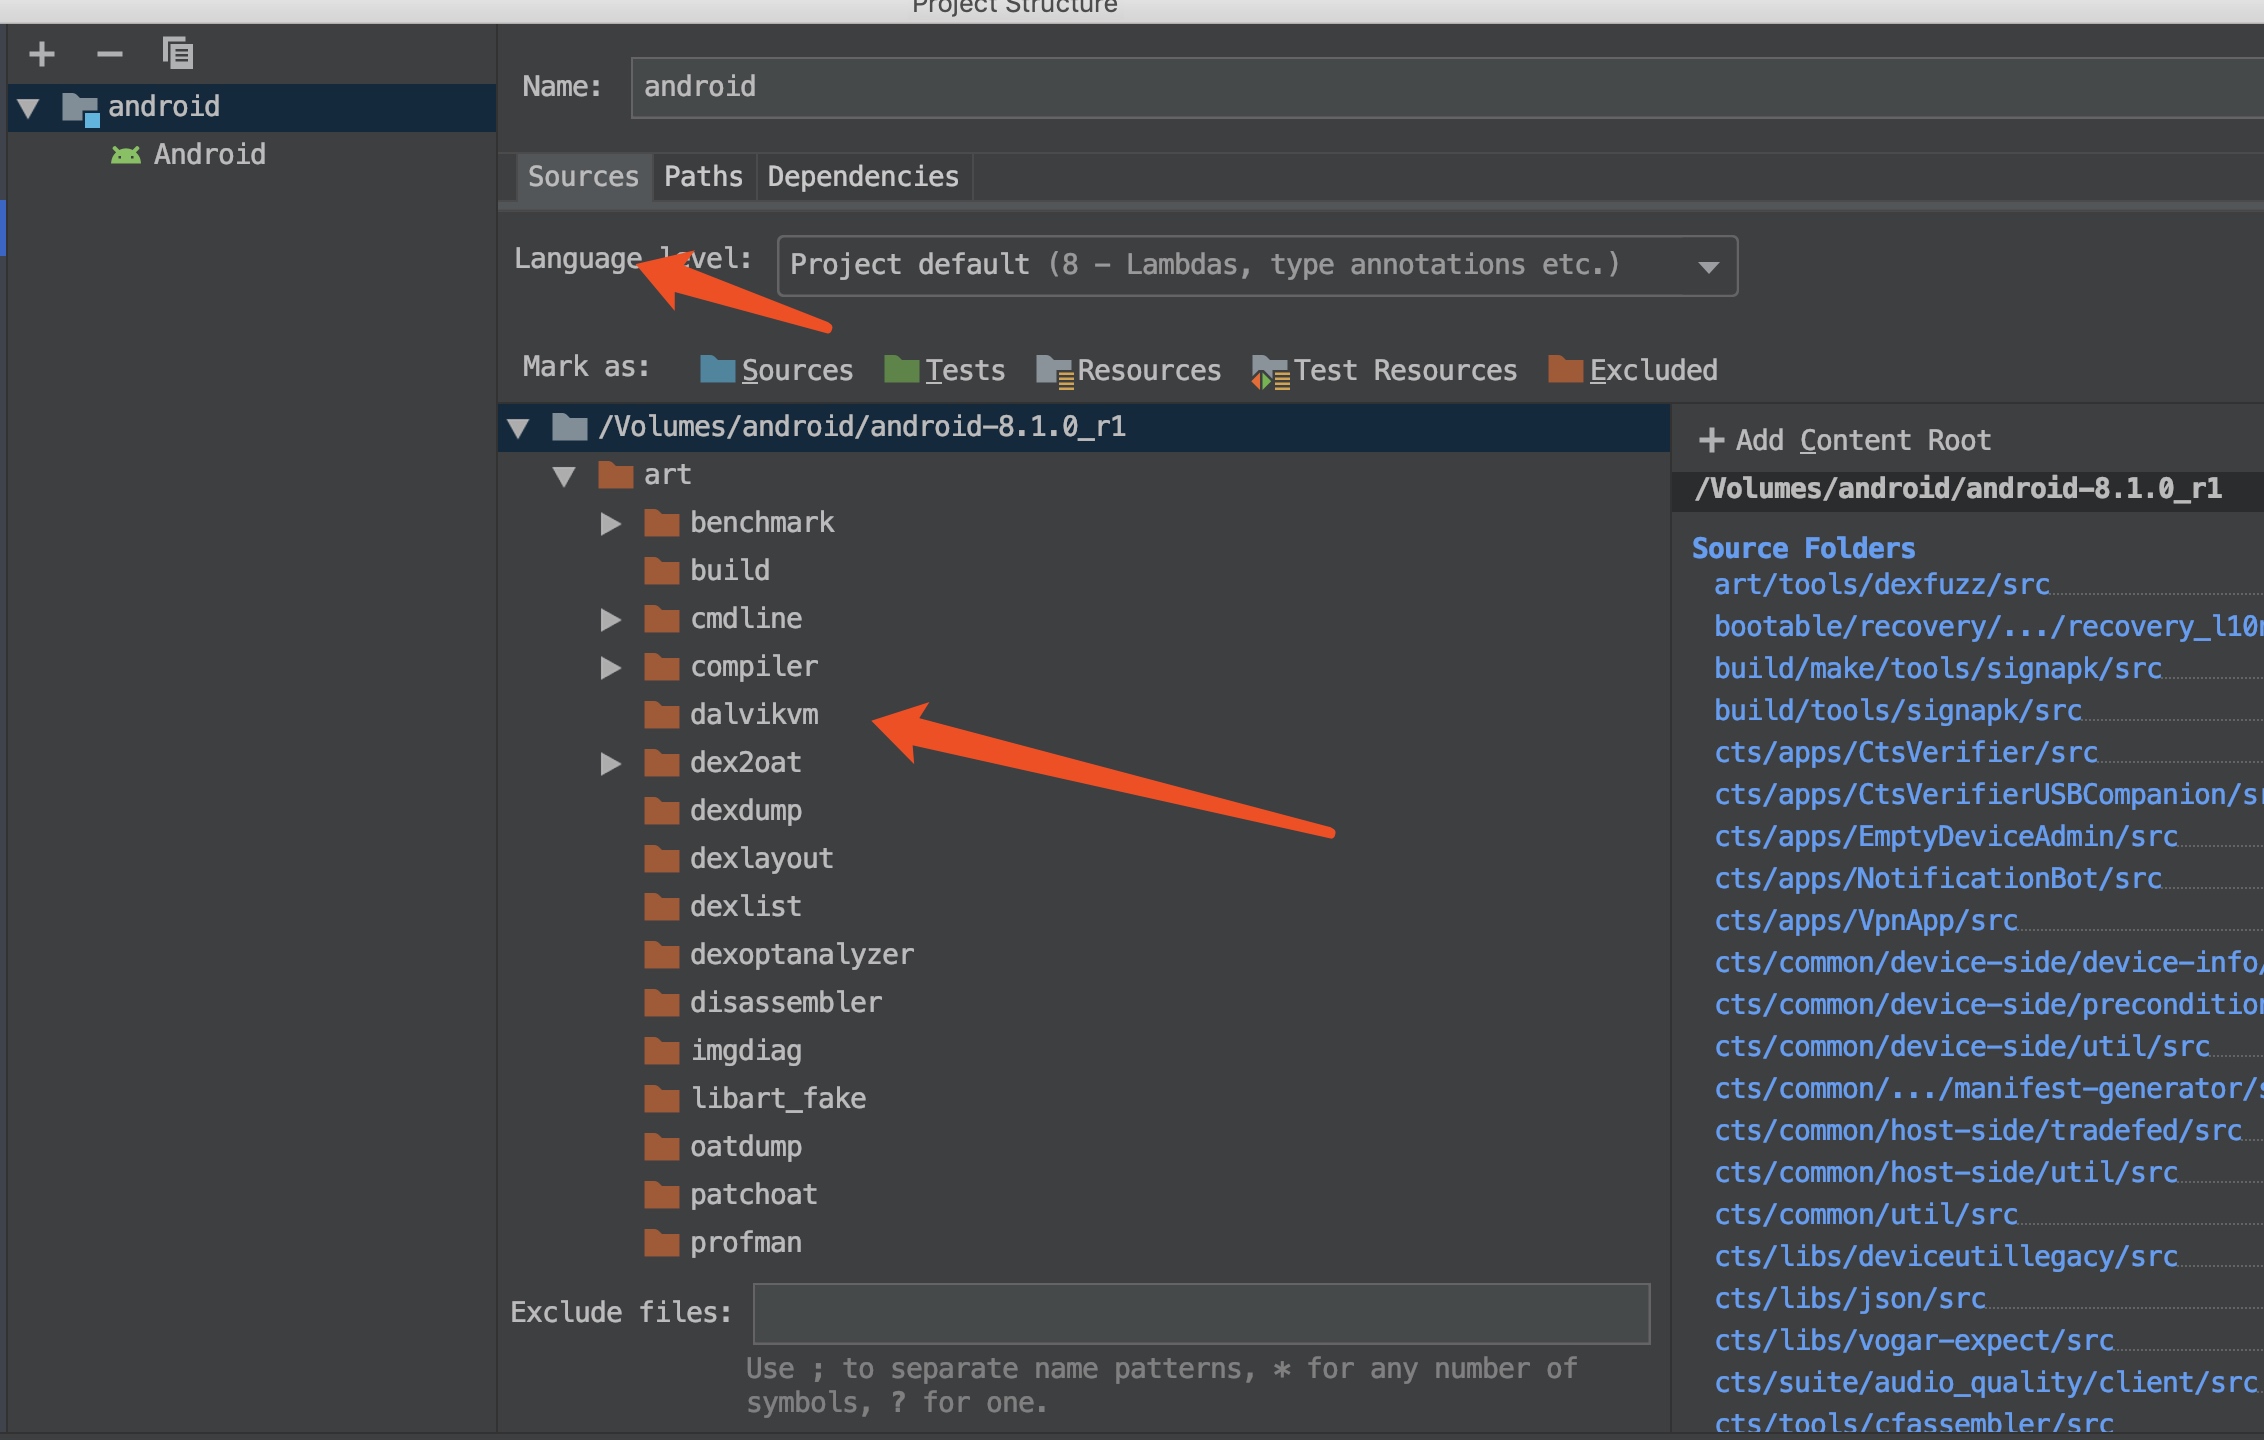 Project Structure
android
Android
Name: android
Sources Paths Dependencies
Language level: Project default (8 - Lambdas, type annotations etc.)
Mark as: Sources Tests Resources Test Resources Excluded
/Volumes/android/android-8.1.0_r1
art
benchmark
build
cmdline
compiler
dalvikvm
dex2oat
dexdump
dexlayout
dexlist
dexoptanalyzer
disassembler
imgdiag
libart_fake
oatdump
patchoat
profman
Exclude files:
Use ; to separate name patterns, * for any number of
symbols, ? for one.
Add Content Root
/Volumes/android/android-8.1.0_r1
Source Folders
art/tools/dexfuzz/src
bootable/recovery/.../recovery_l10
build/make/tools/signapk/src
build/tools/signapk/src
cts/apps/CtsVerifier/src
cts/apps/CtsVerifierUSBCompanion/s
cts/apps/EmptyDeviceAdmin/src
cts/apps/NotificationBot/src
cts/apps/VpnApp/src
cts/common/device-side/device-info/
cts/common/device-side/preconditio
cts/common/device-side/util/src
cts/common/.../manifest-generator/s
cts/common/host-side/tradefed/src
cts/common/host-side/util/src
cts/common/util/src
cts/libs/deviceutillegacy/src
cts/libs/json/src
cts/libs/vogar-expect/src
cts/suite/audio_quality/client/src
cts/tools/cfassembler/src